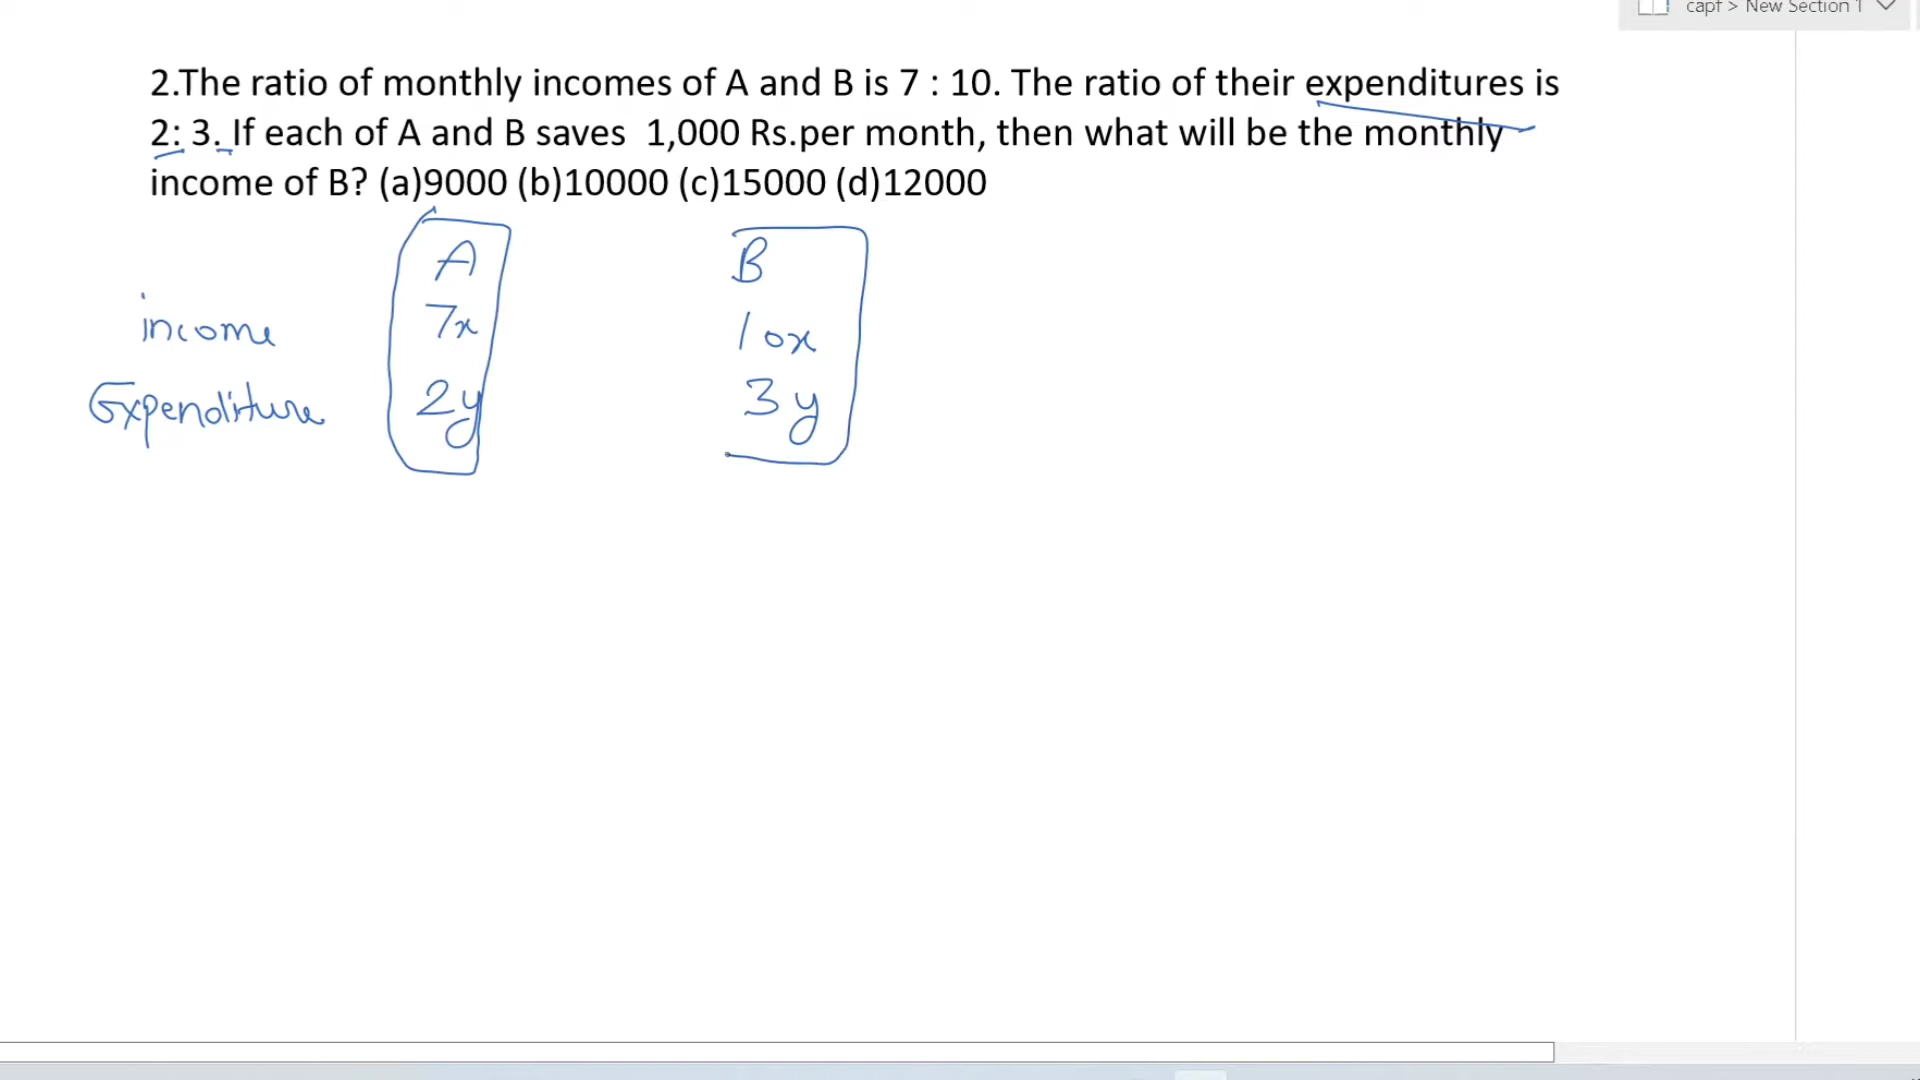 capf > New Section 1
2.The ratio of monthly incomes of A and B is 7 : 10. The ratio of their expenditures is
2: 3. If each of A and B saves  1,000 Rs.per month, then what will be the monthly
income of B? (a)9000 (b)10000 (c)15000 (d)12000
A B
income 7x 10x
Expenditure 2y 3y